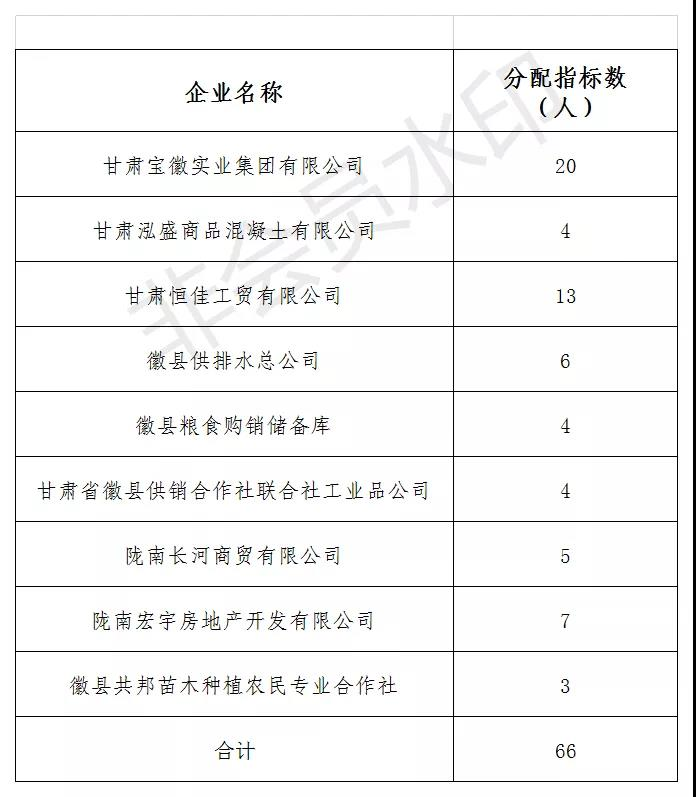 企业名称 分配指标数
（人）
甘肃宝徽实业集团有限公司 20
甘肃泓盛商品混凝土有限公司 4
甘肃恒佳工贸有限公司 13
徽县供排水总公司 6
徽县粮食购销储备库 4
甘肃省徽县供销合作社联合社工业品公司 4
陇南长河商贸有限公司 5
陇南宏宇房地产开发有限公司 7
徽县共邦苗木种植农民专业合作社 3
合计 66
非会员水印